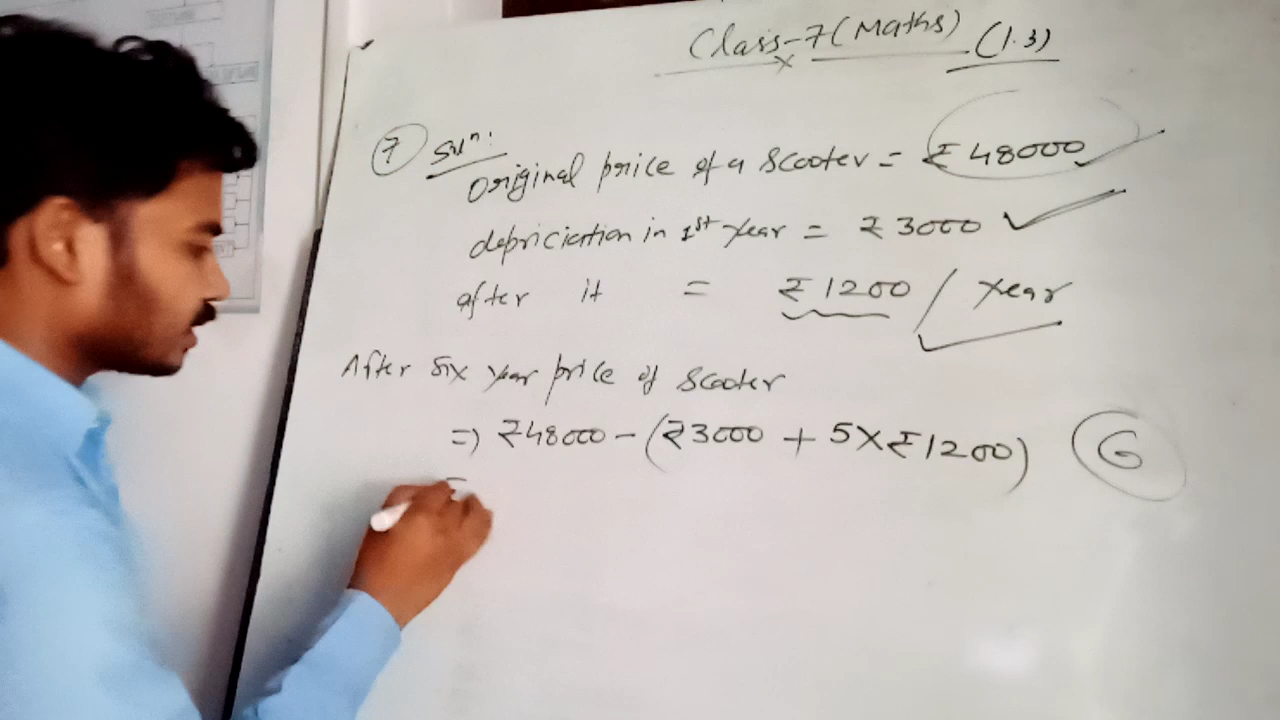 Class-7 (Maths) (1.3)
7 Solⁿ:
Original price of a scooter = ₹ 48000
depriciation in 1st year = ₹ 3000
after it = ₹ 1200 / year
After six year price of scooter
=) ₹48000 - (₹3000 + 5×₹1200) 6
=